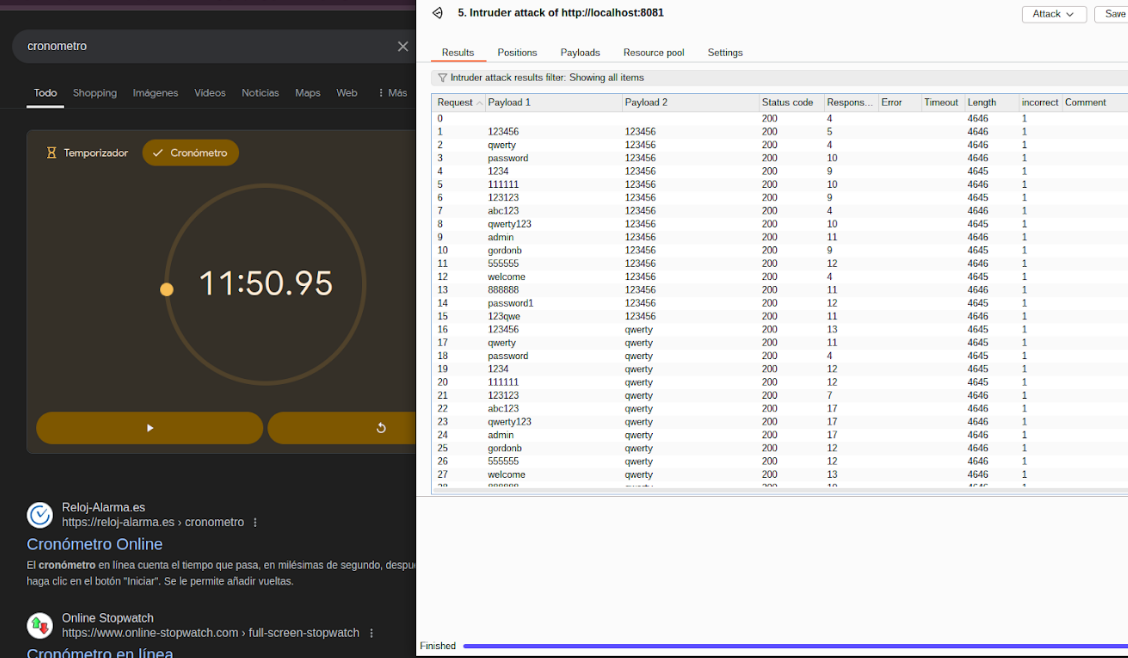 cronometro
Todo Shopping Imágenes Videos Noticias Maps Web Más
Temporizador Cronómetro
11:50.95
Reloj-Alarma.es
https://reloj-alarma.es › cronometro
Cronómetro Online
El cronómetro en línea cuenta el tiempo que pasa, en milésimas de segundo, despu
haga clic en el botón "Iniciar". Se le permite añadir vueltas.
Online Stopwatch
https://www.online-stopwatch.com › full-screen-stopwatch
Cronómetro en línea
5. Intruder attack of http://localhost:8081
Attack Save
Results Positions Payloads Resource pool Settings
Intruder attack results filter: Showing all items
Request Payload 1 Payload 2 Status code Respons... Error Timeout Length incorrect Comment
0 200 4 4646 1
1 123456 123456 200 5 4646 1
2 qwerty 123456 200 4 4646 1
3 password 123456 200 10 4646 1
4 1234 123456 200 9 4645 1
5 111111 123456 200 10 4646 1
6 123123 123456 200 9 4645 1
7 abc123 123456 200 4 4646 1
8 qwerty123 123456 200 10 4645 1
9 admin 123456 200 11 4646 1
10 gordonb 123456 200 9 4645 1
11 555555 123456 200 12 4646 1
12 welcome 123456 200 4 4646 1
13 888888 123456 200 11 4646 1
14 password1 123456 200 12 4645 1
15 123qwe 123456 200 11 4646 1
16 123456 qwerty 200 13 4645 1
17 qwerty qwerty 200 11 4645 1
18 password qwerty 200 4 4646 1
19 1234 qwerty 200 12 4645 1
20 111111 qwerty 200 12 4645 1
21 123123 qwerty 200 7 4646 1
22 abc123 qwerty 200 17 4646 1
23 qwerty123 qwerty 200 17 4645 1
24 admin qwerty 200 17 4646 1
25 gordonb qwerty 200 12 4646 1
26 555555 qwerty 200 12 4646 1
27 welcome qwerty 200 13 4645 1
Finished